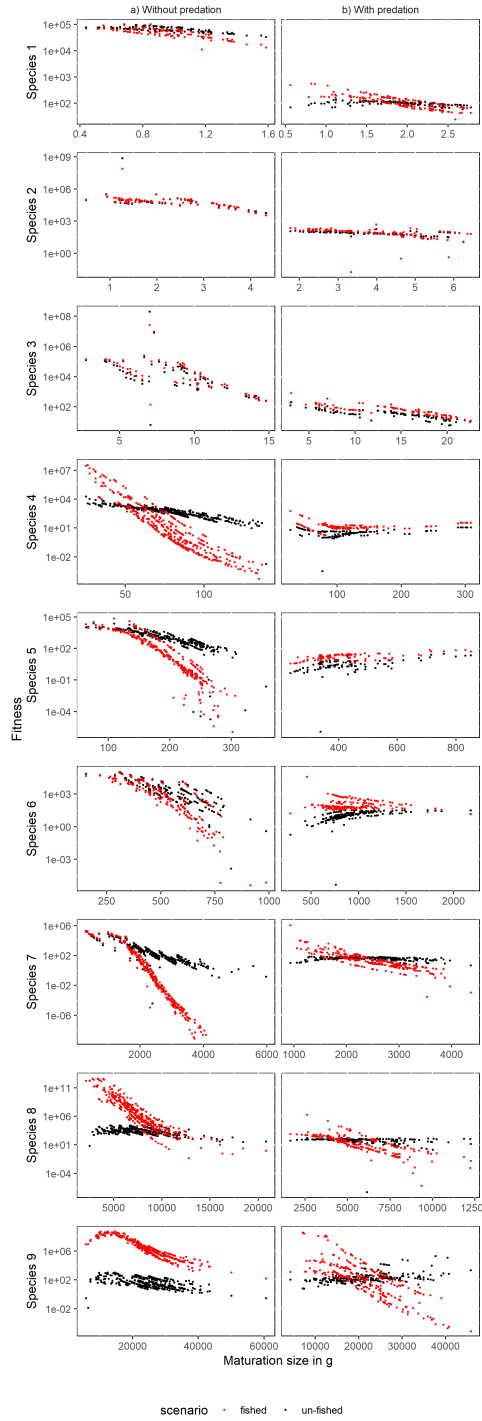 a) Without predation b) With predation
Species 1
1e+05
1e+04
1e+03
1e+02
0.4 0.8 1.2 1.6 0.5 1.0 1.5 2.0 2.5
Species 2
1e+09
1e+06
1e+03
1e+00
1 2 3 4 2 3 4 5 6
Species 3
1e+08
1e+06
1e+04
1e+02
5 10 15 5 10 15 20
Species 4
1e+07
1e+04
1e+01
1e-02
50 100 100 200 300
Species 5
1e+05
1e+02
1e-01
1e-04
100 200 300 400 600 800
Fitness
Species 6
1e+03
1e+00
1e-03
250 500 750 1000 500 1000 1500 2000
Species 7
1e+06
1e+02
1e-02
1e-06
2000 4000 6000 1000 2000 3000 4000
Species 8
1e+11
1e+06
1e+01
1e-04
5000 10000 15000 20000 2500 5000 7500 10000 1250
Species 9
1e+06
1e+02
1e-02
20000 30000 40000 50000 60000 10000 20000 30000 40000
Maturation size in g
scenario fished un-fished